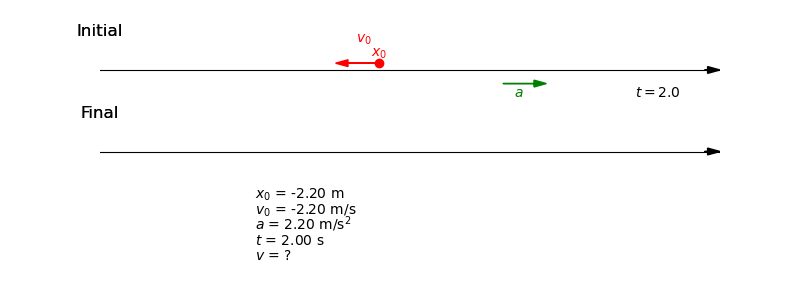 Initial
v₀
x₀
a
t = 2.0
Final
x₀ = -2.20 m
v₀ = -2.20 m/s
a = 2.20 m/s²
t = 2.00 s
v = ?